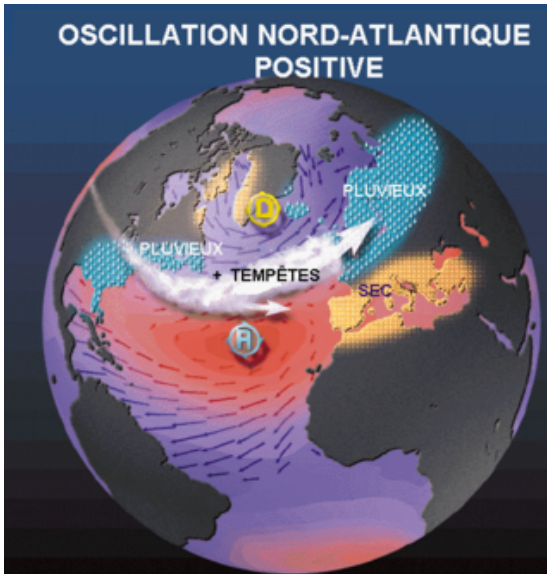 OSCILLATION NORD-ATLANTIQUE
POSITIVE
PLUVIEUX
D
PLUVIEUX
+ TEMPÊTES
SEC
H